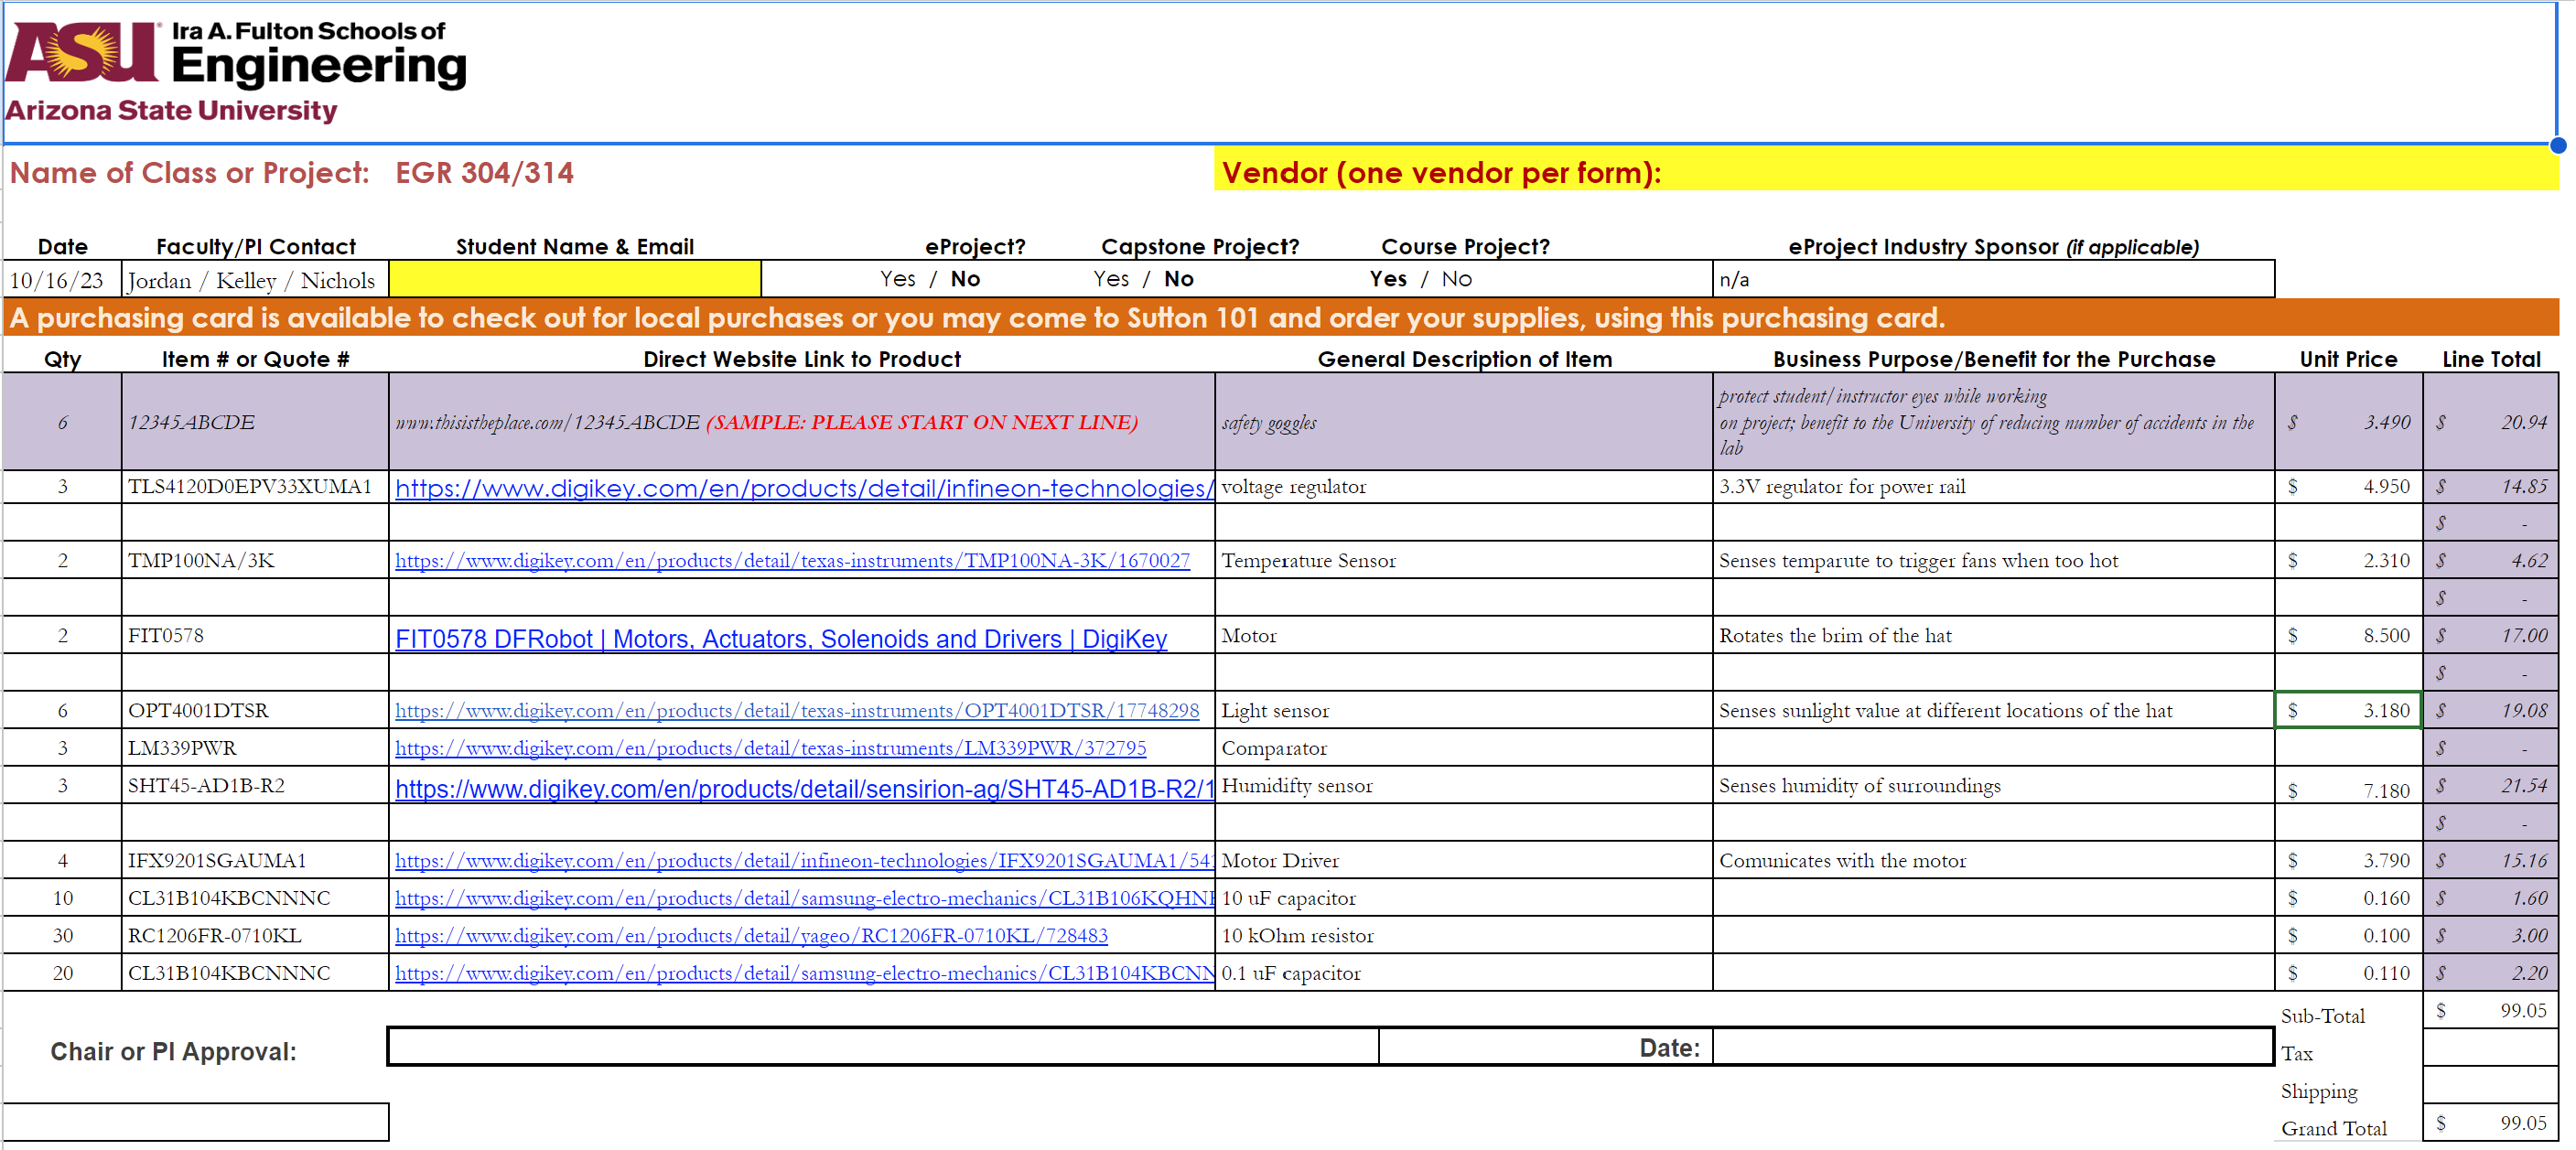 ASU Ira A. Fulton Schools of
Engineering
Arizona State University
Name of Class or Project: EGR 304/314 Vendor (one vendor per form):
Date Faculty/PI Contact Student Name & Email eProject? Capstone Project? Course Project? eProject Industry Sponsor (if applicable)
10/16/23 Jordan / Kelley / Nichols Yes / No Yes / No Yes / No n/a
A purchasing card is available to check out for local purchases or you may come to Sutton 101 and order your supplies, using this purchasing card.
Qty Item # or Quote # Direct Website Link to Product General Description of Item Business Purpose/Benefit for the Purchase Unit Price Line Total
6 12345ABCDE www.thisistheplace.com/12345ABCDE (SAMPLE: PLEASE START ON NEXT LINE) safety goggles protect student/instructor eyes while working
on project; benefit to the University of reducing number of accidents in the
lab $ 3.490 $ 20.94
3 TLS4120D0EPV33XUMA1 https://www.digikey.com/en/products/detail/infineon-technologies/ voltage regulator 3.3V regulator for power rail $ 4.950 $ 14.85
$ -
2 TMP100NA/3K https://www.digikey.com/en/products/detail/texas-instruments/TMP100NA-3K/1670027 Temperature Sensor Senses temparute to trigger fans when too hot $ 2.310 $ 4.62
$ -
2 FIT0578 FIT0578 DFRobot | Motors, Actuators, Solenoids and Drivers | DigiKey Motor Rotates the brim of the hat $ 8.500 $ 17.00
$ -
6 OPT4001DTSR https://www.digikey.com/en/products/detail/texas-instruments/OPT4001DTSR/17748298 Light sensor Senses sunlight value at different locations of the hat $ 3.180 $ 19.08
3 LM339PWR https://www.digikey.com/en/products/detail/texas-instruments/LM339PWR/372795 Comparator $ -
3 SHT45-AD1B-R2 https://www.digikey.com/en/products/detail/sensirion-ag/SHT45-AD1B-R2/1 Humidifty sensor Senses humidity of surroundings $ 7.180 $ 21.54
$ -
4 IFX9201SGAUMA1 https://www.digikey.com/en/products/detail/infineon-technologies/IFX9201SGAUMA1/541 Motor Driver Comunicates with the motor $ 3.790 $ 15.16
10 CL31B104KBCNNNC https://www.digikey.com/en/products/detail/samsung-electro-mechanics/CL31B106KQHN 10 uF capacitor $ 0.160 $ 1.60
30 RC1206FR-0710KL https://www.digikey.com/en/products/detail/yageo/RC1206FR-0710KL/728483 10 kOhm resistor $ 0.100 $ 3.00
20 CL31B104KBCNNNC https://www.digikey.com/en/products/detail/samsung-electro-mechanics/CL31B104KBCNN 0.1 uF capacitor $ 0.110 $ 2.20
Sub-Total $ 99.05
Chair or PI Approval: Date:
Tax
Shipping
Grand Total $ 99.05